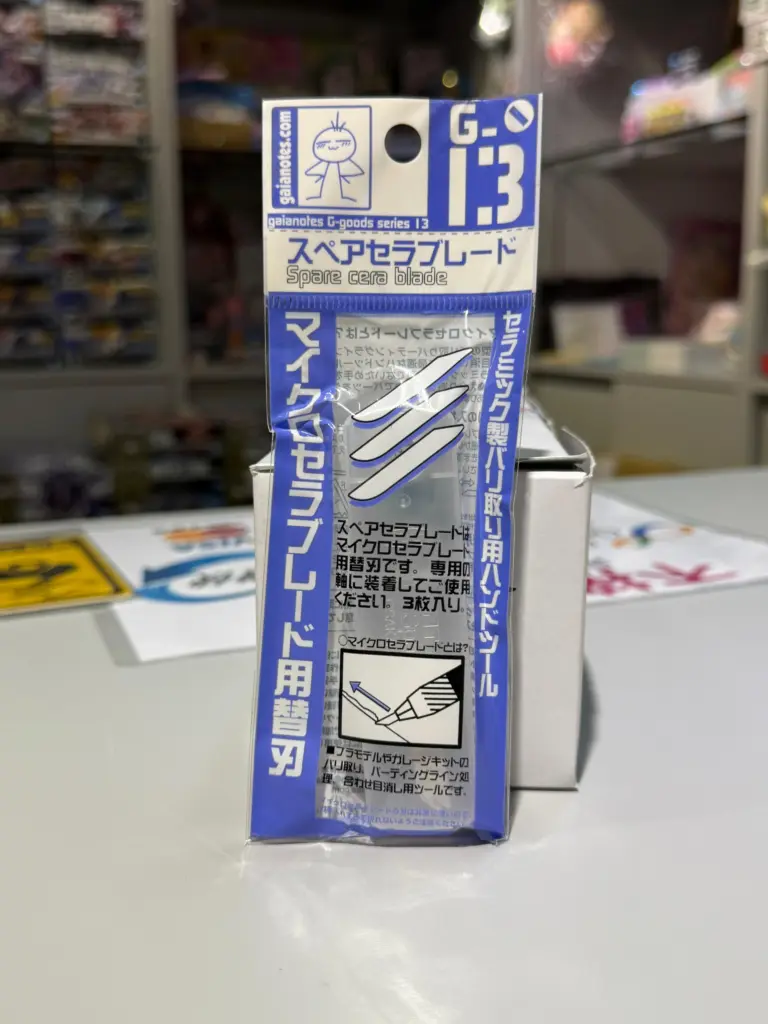 gaianotes.com
G-13
gaianotes G-goods series 13
スペアセラブレード
Spare cera blade
マイクロセラブレード用替刃
セラミック製バリ取り用ハンドツール
スペアセラブレードは
マイクロセラブレード
用替刃です。専用の
軸に装着してご使用
ください。3枚入り。
○マイクロセラブレードとは?
■プラモデルやガレージキットの
バリ取り、パーティングライン処
理、合わせ目消し用ツールです。